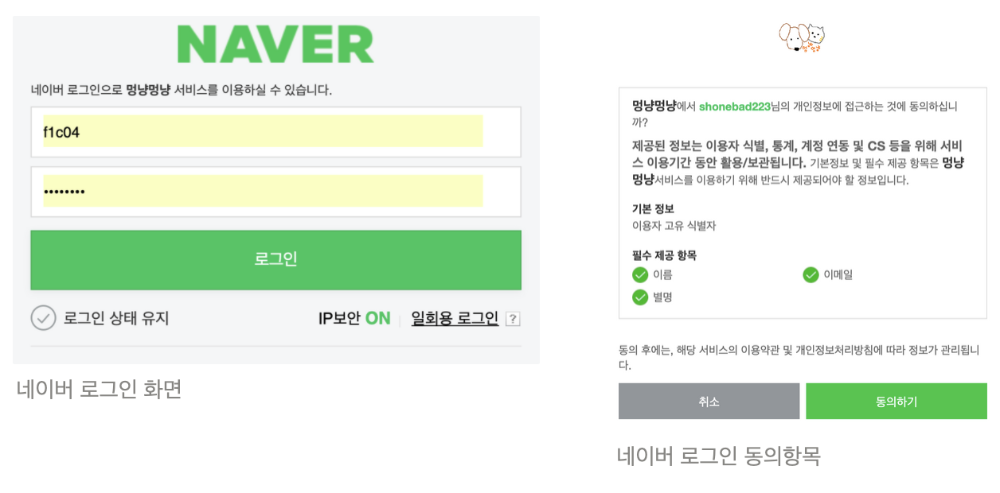 NAVER
네이버 로그인으로 멍냥멍냥 서비스를 이용하실 수 있습니다.
f1c04
••••••••
로그인
로그인 상태 유지
IP보안 ON
일회용 로그인 ?
네이버 로그인 화면
멍냥멍냥에서 shonebad223님의 개인정보에 접근하는 것에 동의하십니
까?
제공된 정보는 이용자 식별, 통계, 계정 연동 및 CS 등을 위해 서비
스 이용기간 동안 활용/보관됩니다. 기본정보 및 필수 제공 항목은 멍냥
멍냥서비스를 이용하기 위해 반드시 제공되어야 할 정보입니다.
기본 정보
이용자 고유 식별자
필수 제공 항목
이름
이메일
별명
동의 후에는, 해당 서비스의 이용약관 및 개인정보처리방침에 따라 정보가 관리됩니
다.
취소
동의하기
네이버 로그인 동의항목